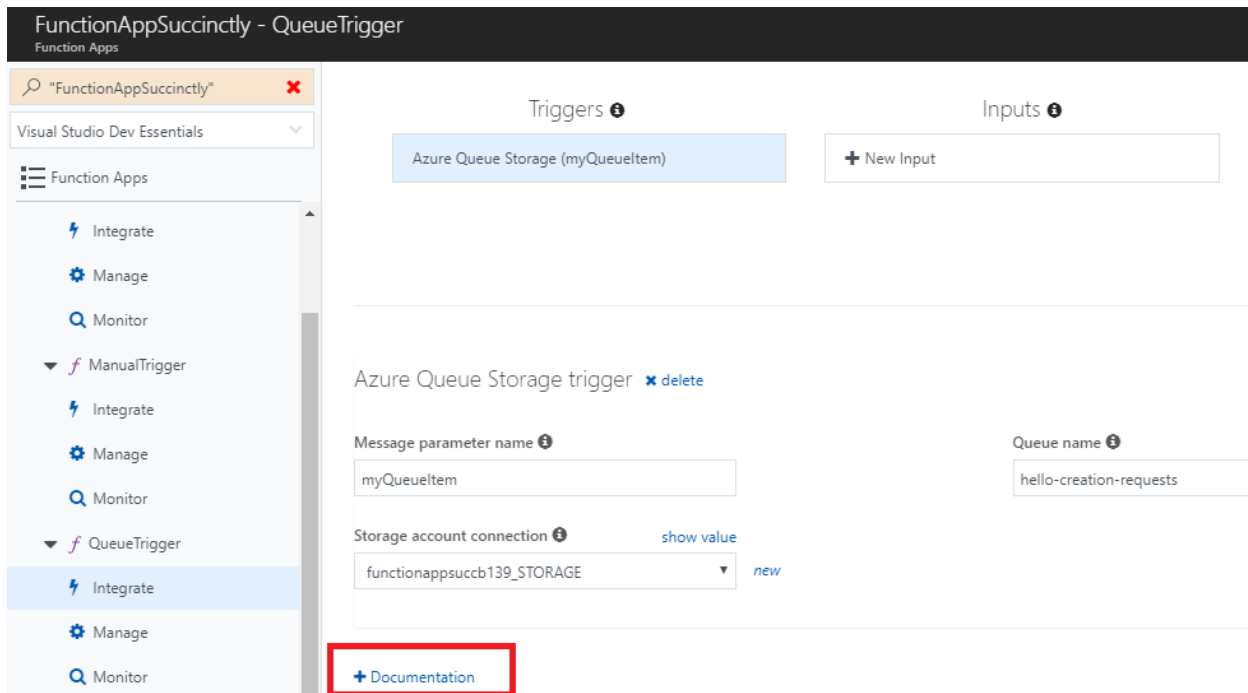 FunctionAppSuccinctly - QueueTrigger
Function Apps
"FunctionAppSuccinctly"
Visual Studio Dev Essentials
Function Apps
Integrate
Manage
Monitor
ManualTrigger
Integrate
Manage
Monitor
QueueTrigger
Integrate
Manage
Monitor
Triggers
Inputs
Azure Queue Storage (myQueueItem)
New Input
Azure Queue Storage trigger delete
Message parameter name
Queue name
myQueueItem
hello-creation-requests
Storage account connection
show value
functionappsuccb139_STORAGE
new
+ Documentation